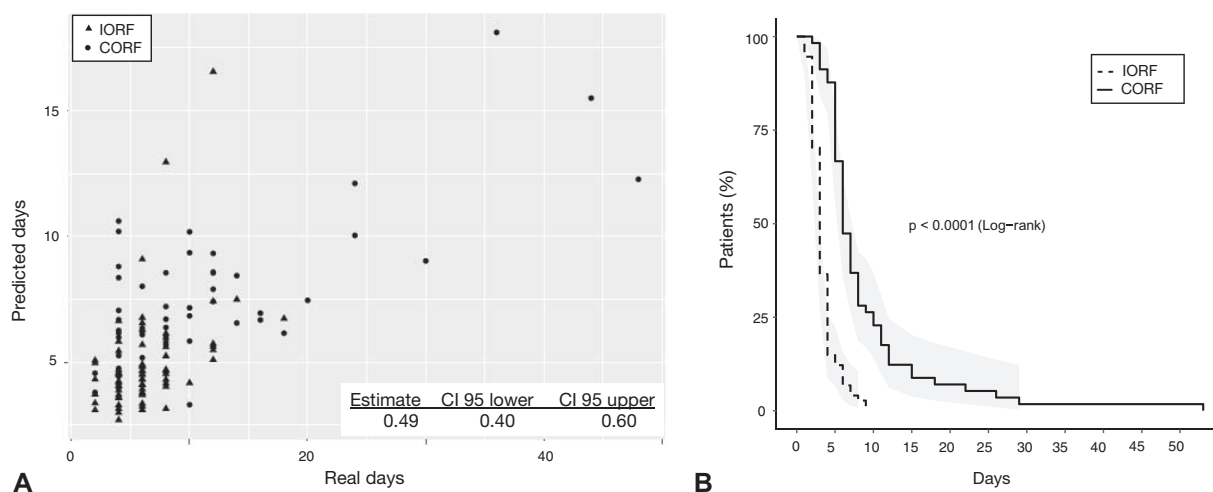 IORF
CORF
15
10
5
Predicted days
Estimate CI 95 lower CI 95 upper
0.49 0.40 0.60
0 20 40
Real days
A
100
75
50
25
0
Patients (%)
IORF
CORF
p < 0.0001 (Log–rank)
0 5 10 15 20 25 30 35 40 45 50
Days
B